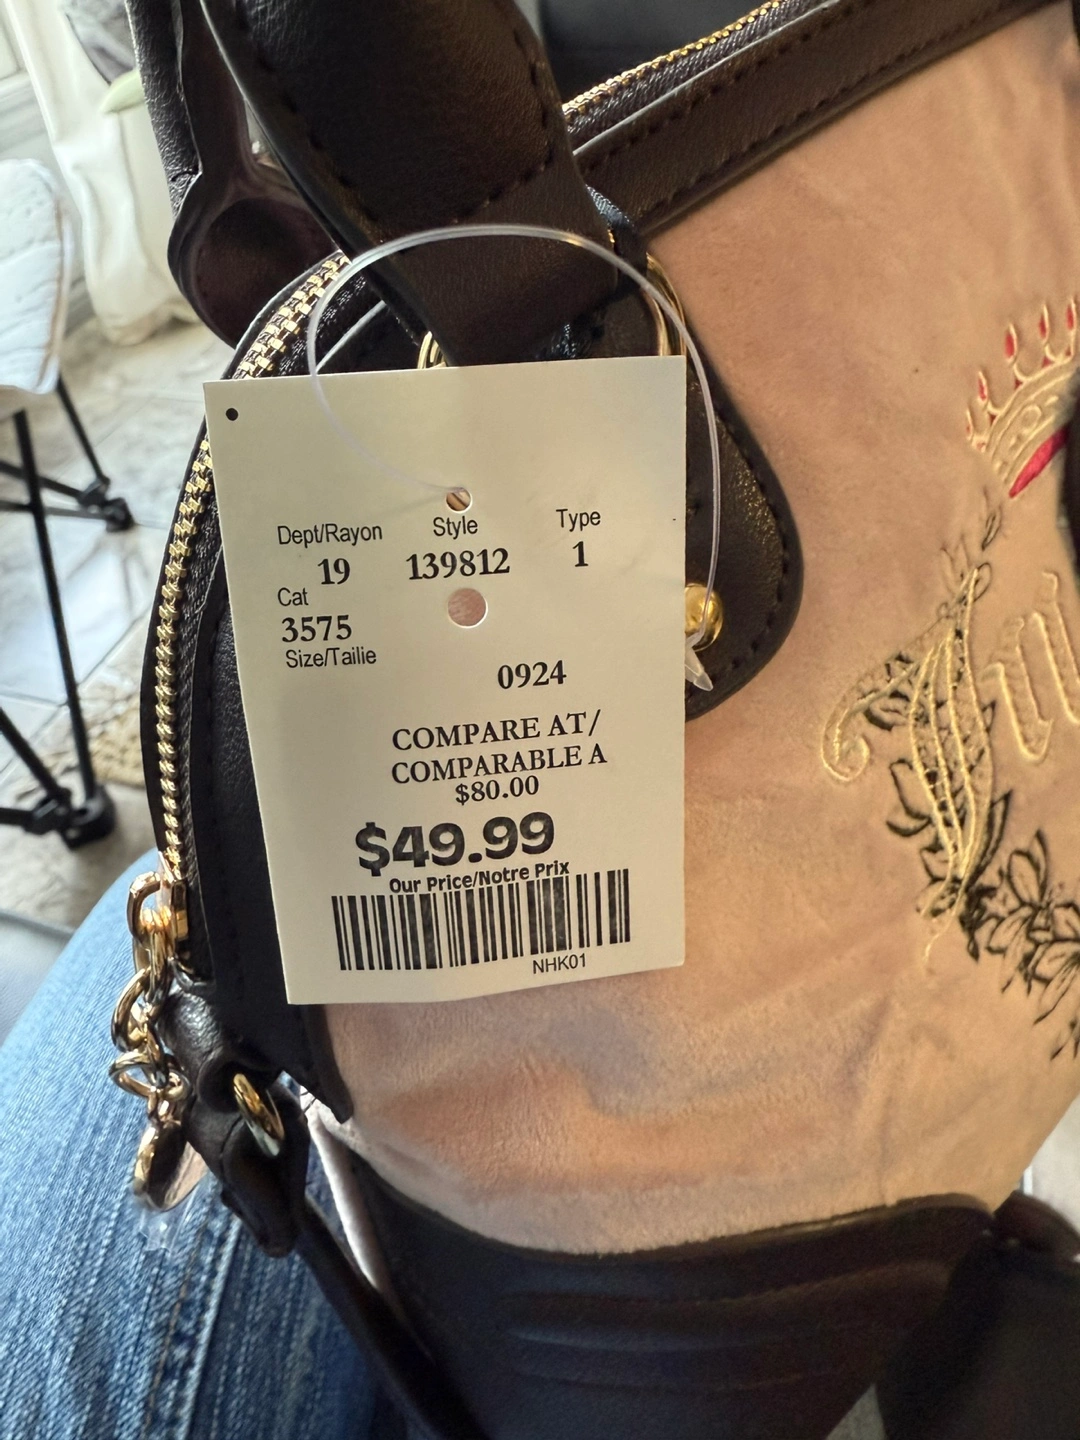 Dept/Rayon Style Type
19 139812 1
Cat
3575
Size/Tailie
0924
COMPARE AT/
COMPARABLE A
$80.00
$49.99
Our Price/Notre Prix
NHK01